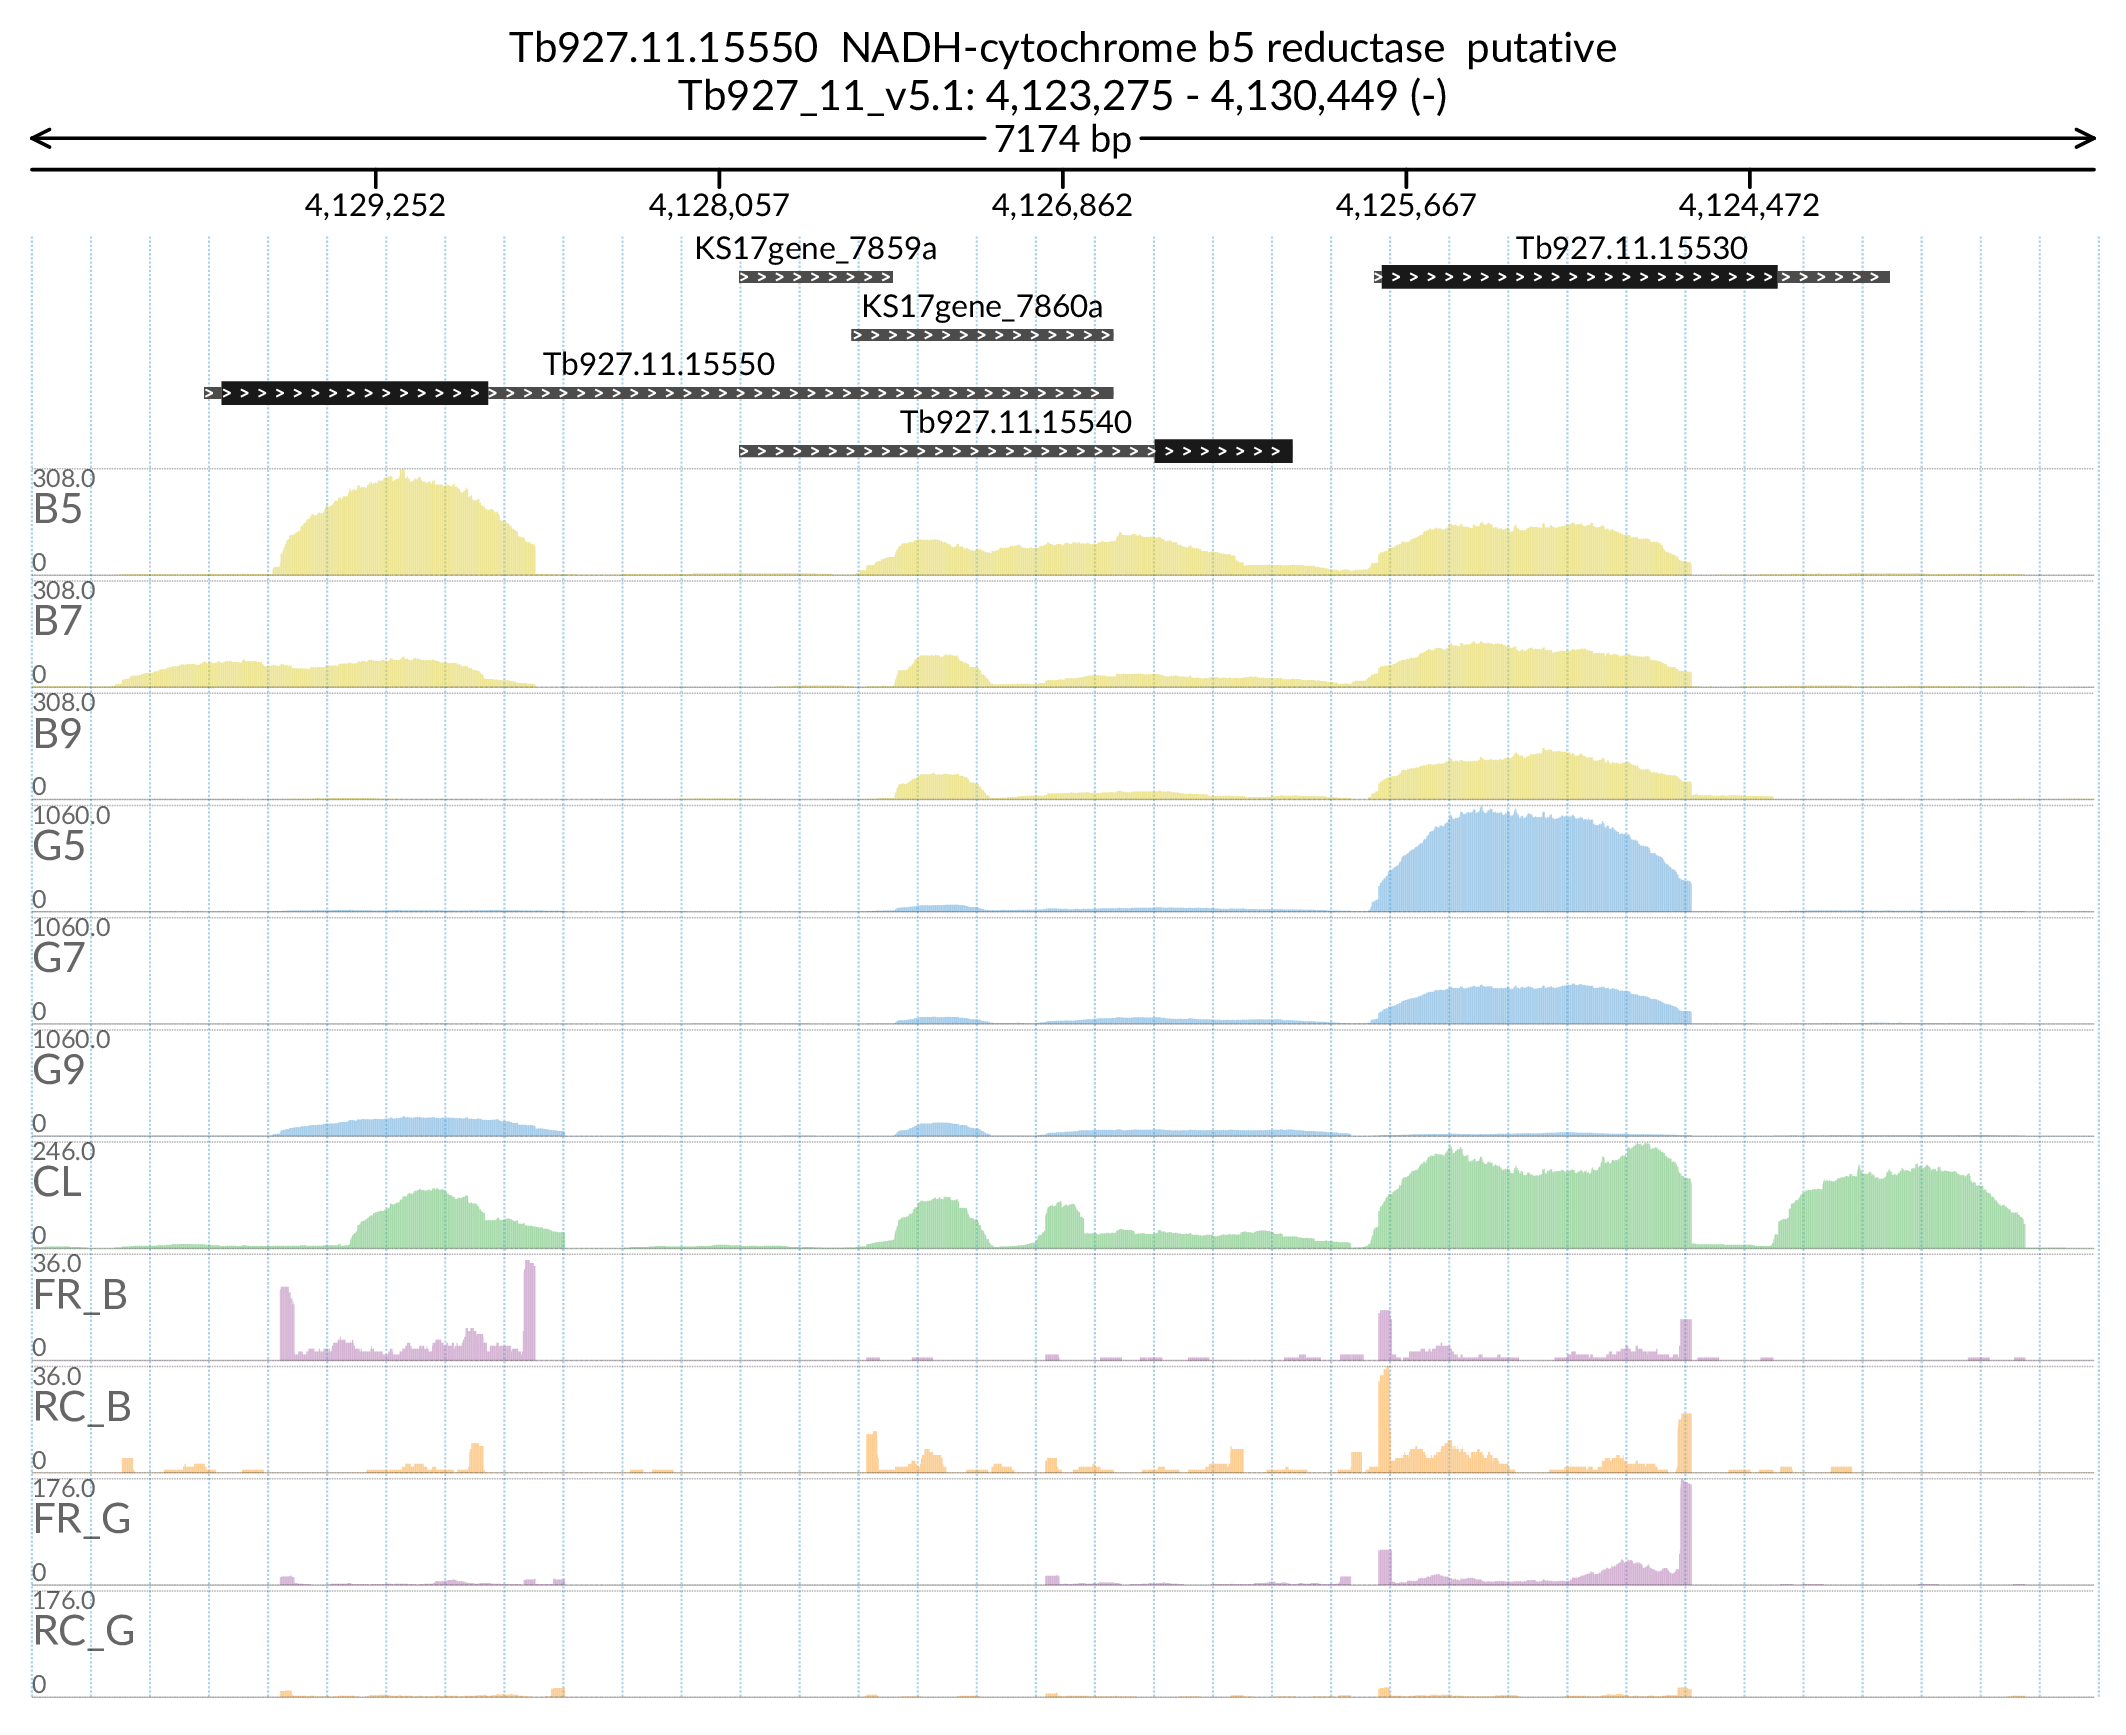 Tb927.11.15550  NADH-cytochrome b5 reductase  putative
Tb927_11_v5.1: 4,123,275 - 4,130,449 (-)
7174 bp
4,129,252 4,128,057 4,126,862 4,125,667 4,124,472
KS17gene_7859a Tb927.11.15530
KS17gene_7860a
Tb927.11.15550
Tb927.11.15540
308.0
B5
0
308.0
B7
0
308.0
B9
0
1060.0
G5
0
1060.0
G7
0
1060.0
G9
0
246.0
CL
0
36.0
FR_B
0
36.0
RC_B
0
176.0
FR_G
0
176.0
RC_G
0